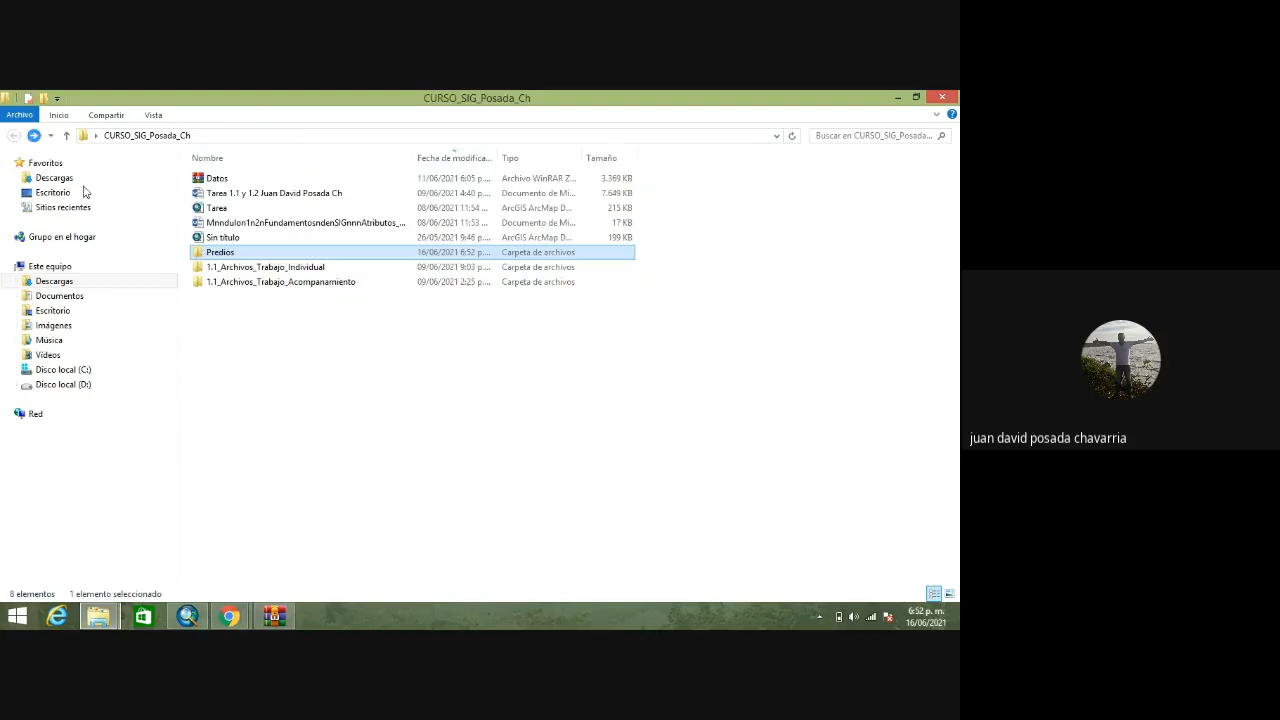 CURSO_SIG_Posada_Ch
Archivo Inicio Compartir Vista
CURSO_SIG_Posada_Ch Buscar en CURSO_SIG_Posada...
Nombre Fecha de modifica... Tipo Tamaño
Favoritos
Descargas
Escritorio
Sitios recientes
Grupo en el hogar
Este equipo
Descargas
Documentos
Escritorio
Imágenes
Música
Vídeos
Disco local (C:)
Disco local (D:)
Red
Datos 11/06/2021 6:05 p.... Archivo WinRAR Z... 3.369 KB
Tarea 1.1 y 1.2 Juan David Posada Ch 09/06/2021 4:40 p.... Documento de Mi... 7.649 KB
Tarea 08/06/2021 11:54 ... ArcGIS ArcMap D... 215 KB
Mnndulon1n2nFundamentosndenSIGnnnAtributos_... 08/06/2021 11:53 ... Documento de Mi... 17 KB
Sin título 26/05/2021 9:46 p.... ArcGIS ArcMap D... 199 KB
Predios 16/06/2021 6:52 p.... Carpeta de archivos
1.1_Archivos_Trabajo_Individual 09/06/2021 9:03 p.... Carpeta de archivos
1.1_Archivos_Trabajo_Acompanamiento 09/06/2021 2:25 p.... Carpeta de archivos
8 elementos 1 elemento seleccionado
6:52 p. m.
16/06/2021
juan david posada chavarria